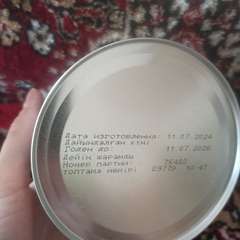 Дата изготовления: 11.07.2024
Дайындалған күні
Годен до: 11.07.2026
Дейін жарамды
Номер партии:
топтама нөмірі